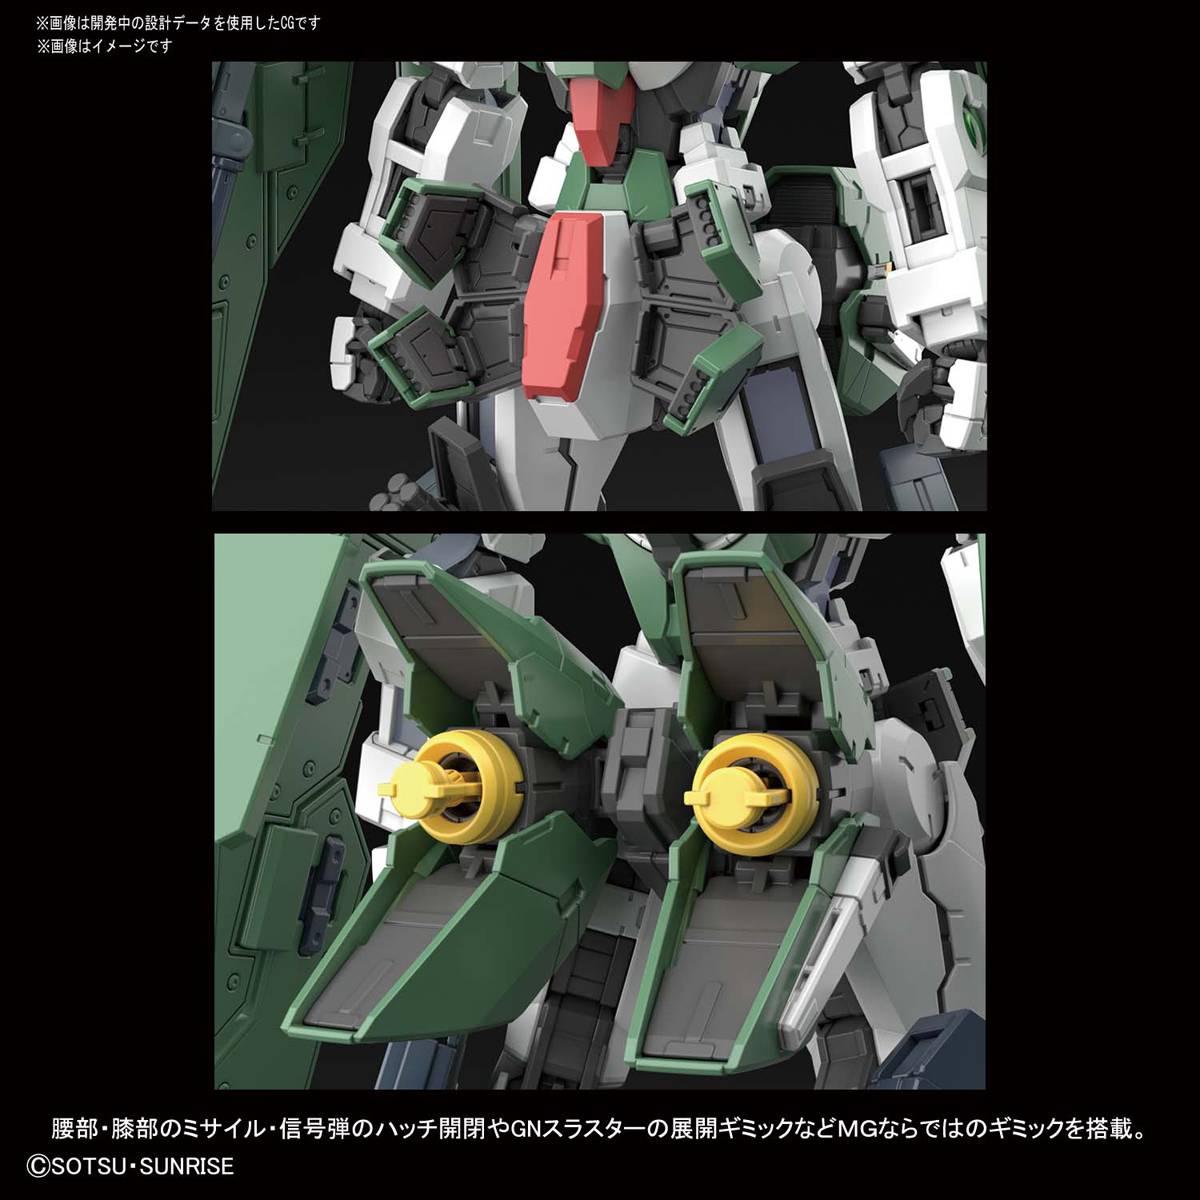 ※画像は開発中の設計データを使用したCGです
※画像はイメージです
腰部・膝部のミサイル・信号弾のハッチ開閉やGNスラスターの展開ギミックなどMGならではのギミックを搭載。
©SOTSU・SUNRISE